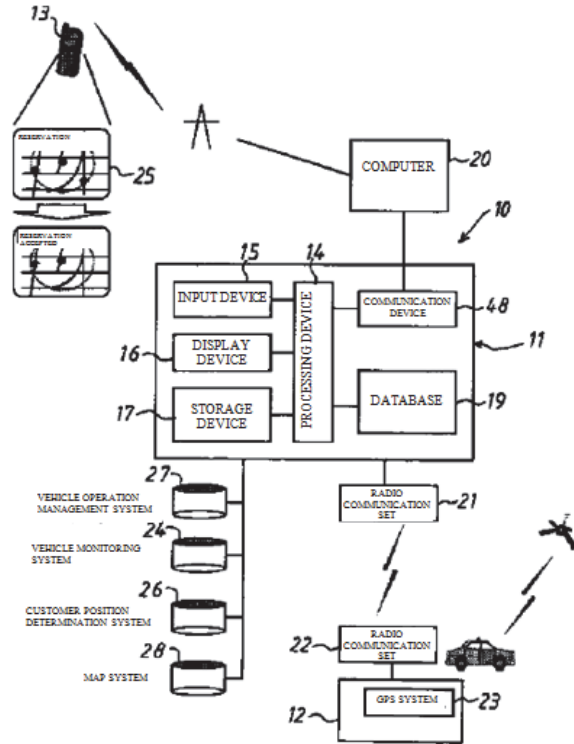 13
RESERVATION
25
RESERVATION
ACCEPTED
COMPUTER
20
10
15
14
INPUT DEVICE
COMMUNICATION
DEVICE
48
16
DISPLAY
DEVICE
PROCESSING DEVICE
11
17
STORAGE
DEVICE
DATABASE
19
27
VEHICLE OPERATION
MANAGEMENT SYSTEM
RADIO
COMMUNICATION
SET
21
24
VEHICLE MONITORING
SYSTEM
26
CUSTOMER POSITION
DETERMINATION SYSTEM
28
MAP SYSTEM
22
RADIO
COMMUNICATION
SET
12
GPS SYSTEM
23